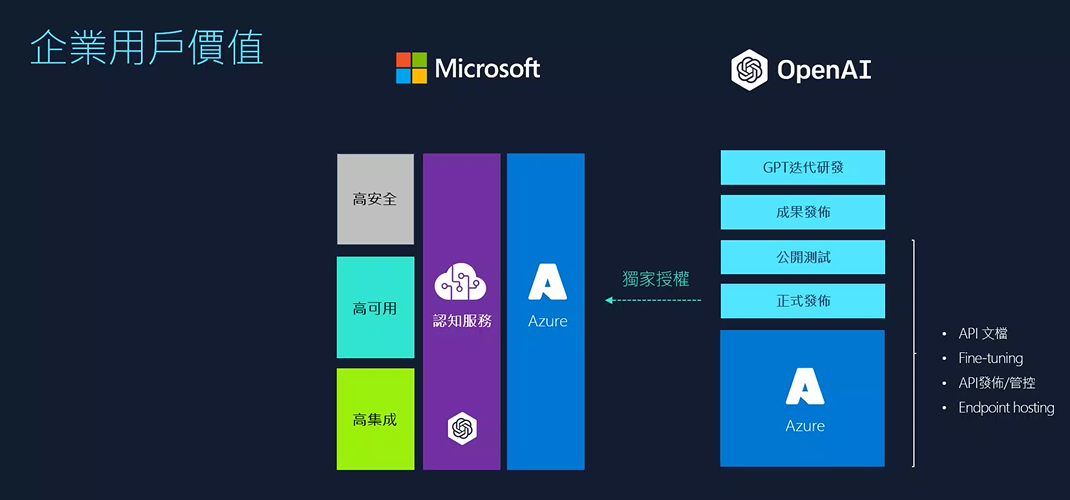 企業用戶價值
Microsoft
OpenAI
高安全
高可用
高集成
認知服務
Azure
獨家授權
GPT迭代研發
成果發佈
公開測試
正式發佈
Azure
• API 文檔
• Fine-tuning
• API發佈/管控
• Endpoint hosting